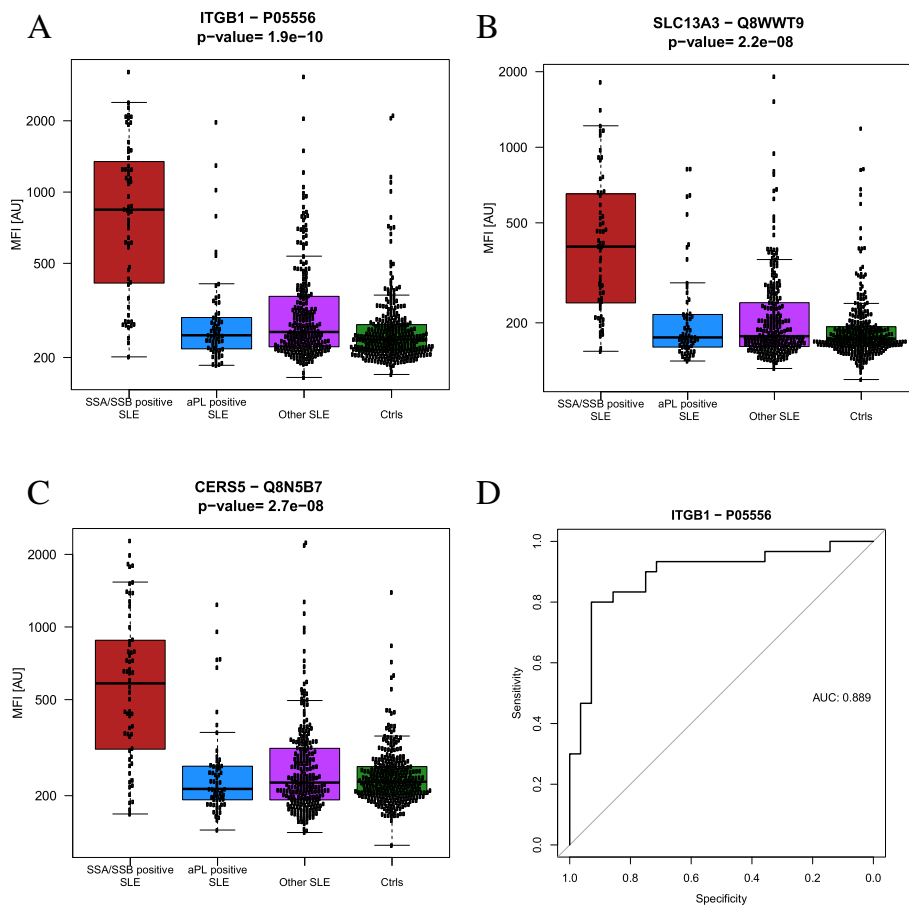 A
ITGB1 − P05556
p−value= 1.9e−10
MFI [AU]
2000
1000
500
200
SSA/SSB positive
SLE
aPL positive
SLE
Other SLE
Ctrls
B
SLC13A3 − Q8WWT9
p−value= 2.2e−08
MFI [AU]
2000
1000
500
200
SSA/SSB positive
SLE
aPL positive
SLE
Other SLE
Ctrls
C
CERS5 − Q8N5B7
p−value= 2.7e−08
MFI [AU]
2000
1000
500
200
SSA/SSB positive
SLE
aPL positive
SLE
Other SLE
Ctrls
D
ITGB1 − P05556
Sensitivity
1.0
0.8
0.6
0.4
0.2
0.0
AUC: 0.889
1.0 0.8 0.6 0.4 0.2 0.0
Specificity